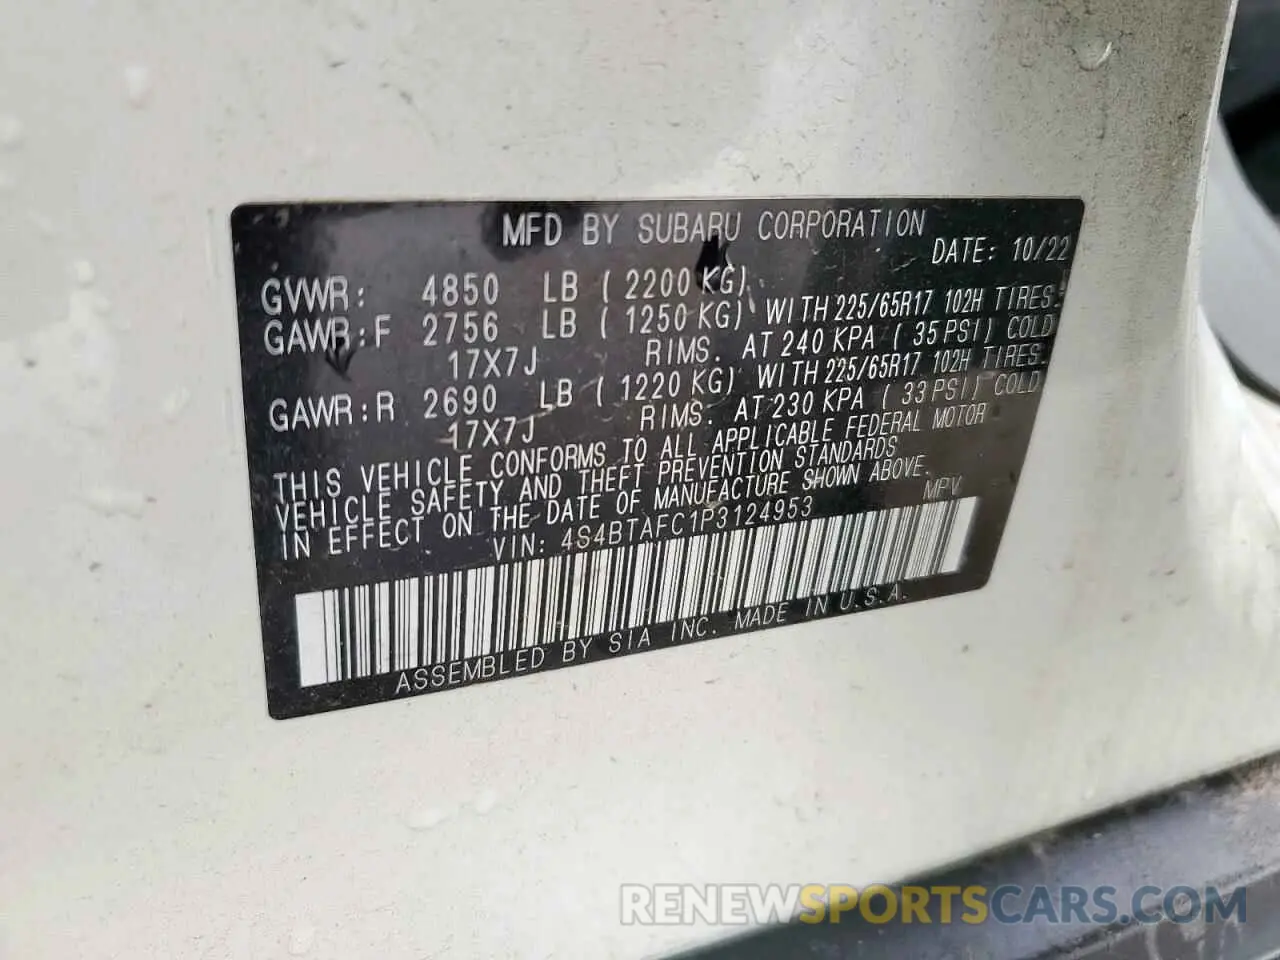 MFD BY SUBARU CORPORATION
DATE: 10/22
GVWR: 4850 LB ( 2200 KG)
GAWR:F 2756 LB ( 1250 KG) WITH 225/65R17 102H TIRES.
17X7J RIMS. AT 240 KPA ( 35 PSI) COLD
GAWR:R 2690 LB ( 1220 KG) WITH 225/65R17 102H TIRES.
17X7J RIMS. AT 230 KPA ( 33 PSI) COLD
THIS VEHICLE CONFORMS TO ALL APPLICABLE FEDERAL MOTOR
VEHICLE SAFETY AND THEFT PREVENTION STANDARDS
IN EFFECT ON THE DATE OF MANUFACTURE SHOWN ABOVE.
VIN: 4S4BTAFC1P3124953 MPV
ASSEMBLED BY SIA INC. MADE IN U.S.A.
RENEWSPORTSCARS.COM